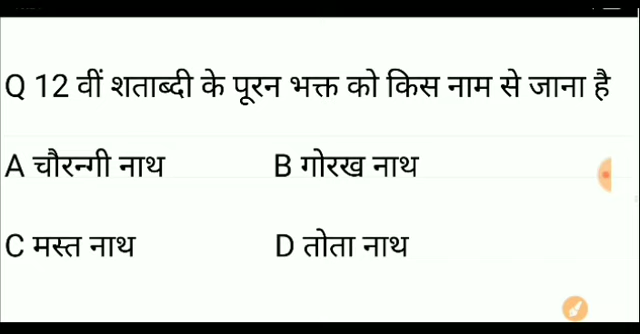 Q 12 वीं शताब्दी के पूरन भक्त को किस नाम से जाना है
A चौरन्गी नाथ B गोरख नाथ
C मस्त नाथ D तोता नाथ